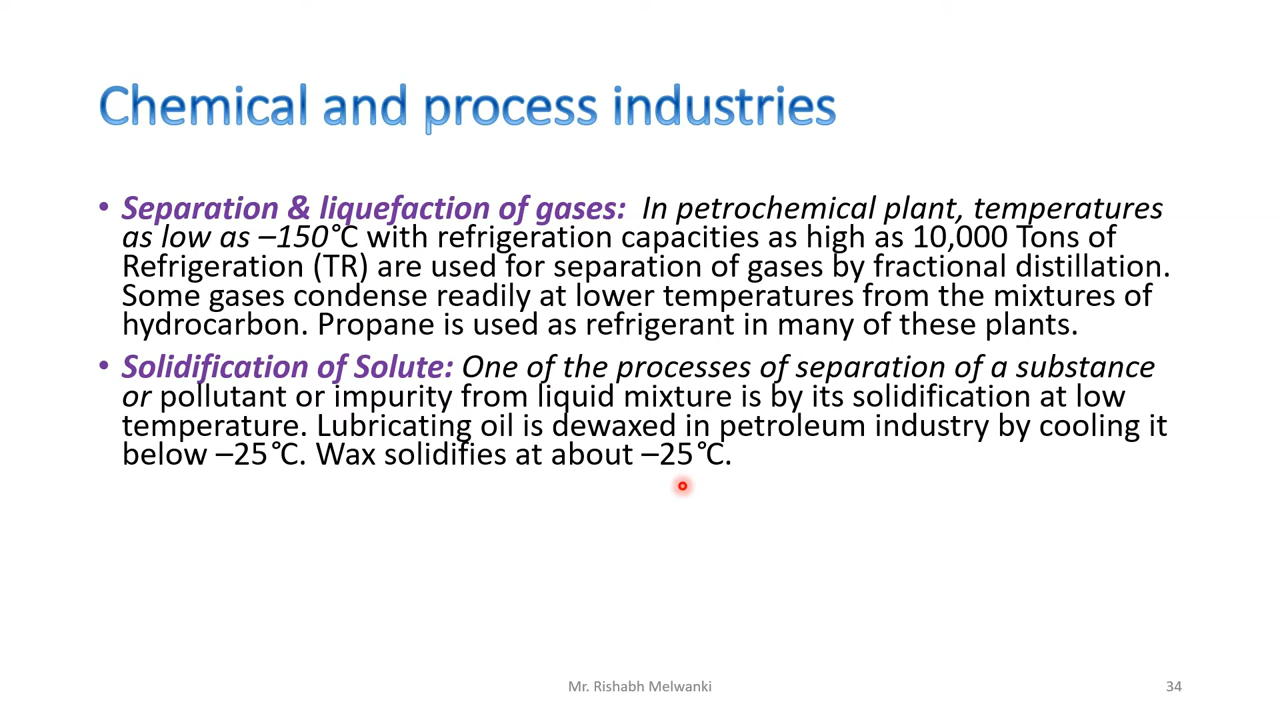 Chemical and process industries
• Separation & liquefaction of gases: In petrochemical plant, temperatures
as low as –150°C with refrigeration capacities as high as 10,000 Tons of
Refrigeration (TR) are used for separation of gases by fractional distillation.
Some gases condense readily at lower temperatures from the mixtures of
hydrocarbon. Propane is used as refrigerant in many of these plants.
• Solidification of Solute: One of the processes of separation of a substance
or pollutant or impurity from liquid mixture is by its solidification at low
temperature. Lubricating oil is dewaxed in petroleum industry by cooling it
below –25°C. Wax solidifies at about –25°C.
Mr. Rishabh Melwanki
34